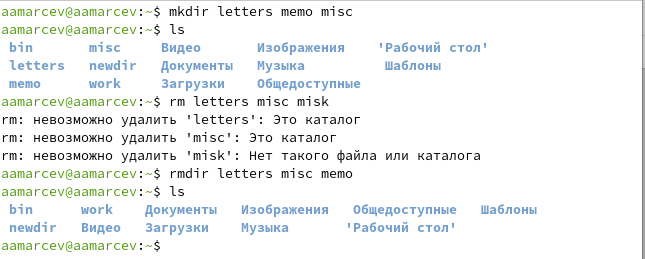 aamarcev@aamarcev:~$ mkdir letters memo misc
aamarcev@aamarcev:~$ ls
bin misc Видео Изображения 'Рабочий стол'
letters newdir Документы Музыка Шаблоны
memo work Загрузки Общедоступные
aamarcev@aamarcev:~$ rm letters misc misk
rm: невозможно удалить 'letters': Это каталог
rm: невозможно удалить 'misc': Это каталог
rm: невозможно удалить 'misk': Нет такого файла или каталога
aamarcev@aamarcev:~$ rmdir letters misc memo
aamarcev@aamarcev:~$ ls
bin work Документы Изображения Общедоступные Шаблоны
newdir Видео Загрузки Музыка 'Рабочий стол'
aamarcev@aamarcev:~$